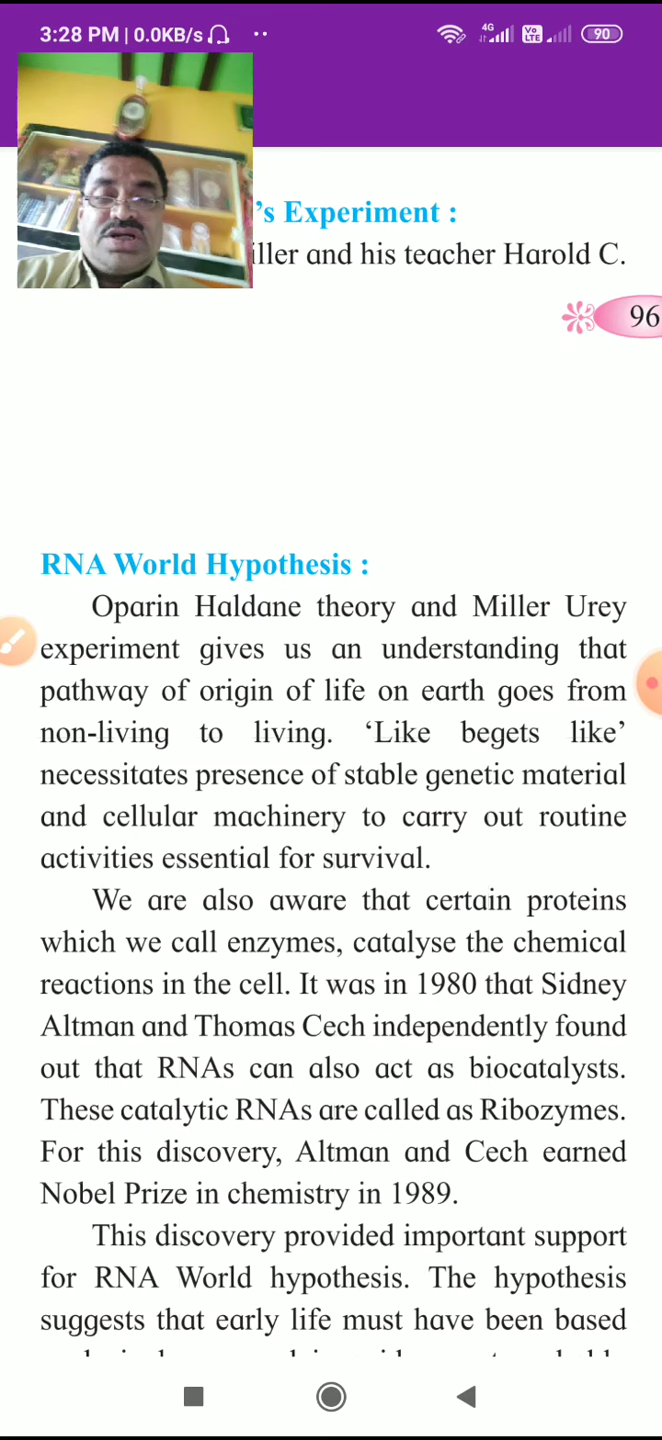 3:28 PM | 0.0KB/s
4G
Vo LTE
90
’s Experiment :
iller and his teacher Harold C.
96
RNA World Hypothesis :
Oparin Haldane theory and Miller Urey
experiment gives us an understanding that
pathway of origin of life on earth goes from
non-living to living. ‘Like begets like’
necessitates presence of stable genetic material
and cellular machinery to carry out routine
activities essential for survival.
We are also aware that certain proteins
which we call enzymes, catalyse the chemical
reactions in the cell. It was in 1980 that Sidney
Altman and Thomas Cech independently found
out that RNAs can also act as biocatalysts.
These catalytic RNAs are called as Ribozymes.
For this discovery, Altman and Cech earned
Nobel Prize in chemistry in 1989.
This discovery provided important support
for RNA World hypothesis. The hypothesis
suggests that early life must have been based